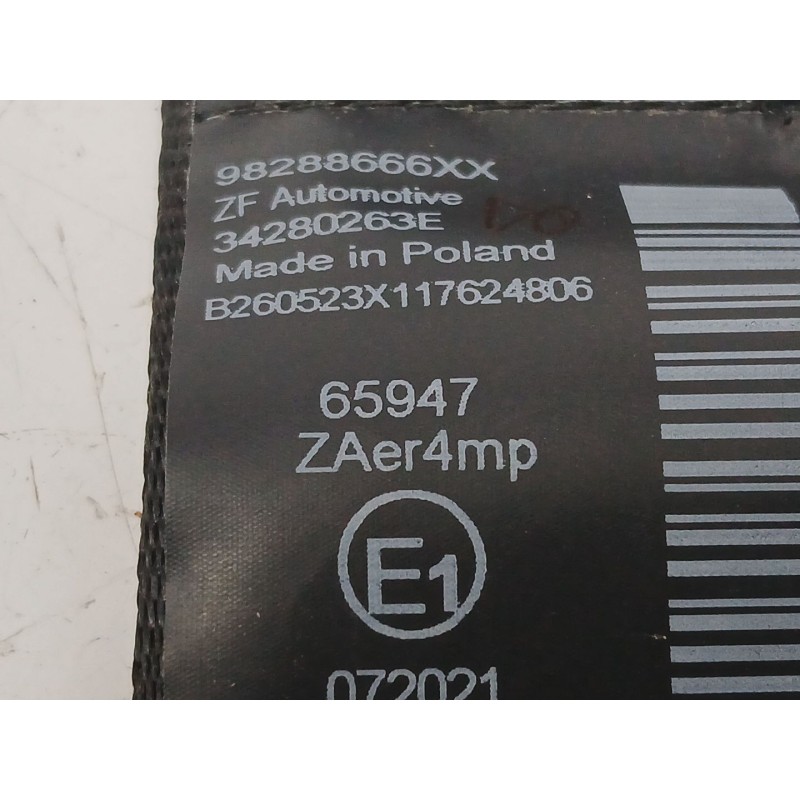 98288666XX
ZF Automotive
34280263E
Made in Poland
B260523X117624806
65947
ZAer4mp
E1
072021